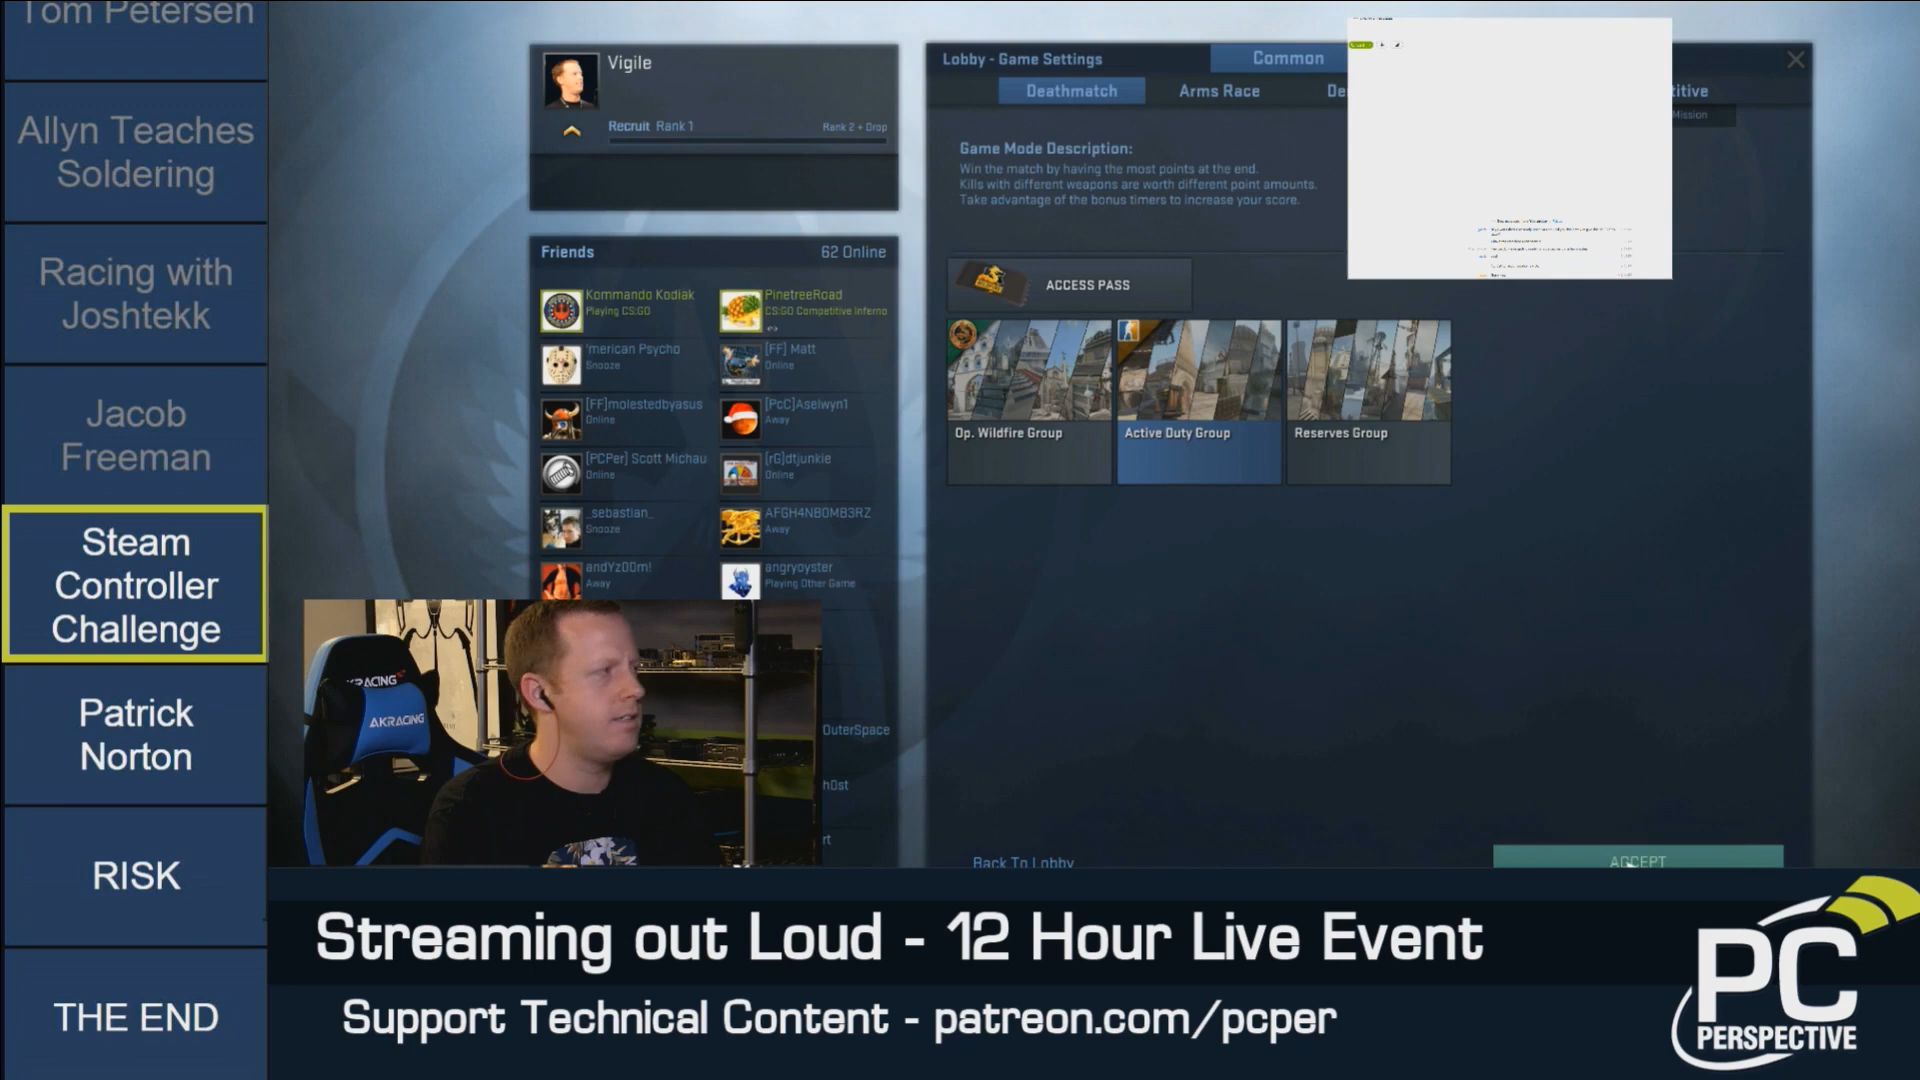 Tom Petersen
Allyn Teaches
Soldering
Racing with
Joshtekk
Jacob
Freeman
Steam
Controller
Challenge
Patrick
Norton
RISK
THE END
Vigile
Recruit Rank 1
Rank 2 + Drop
Friends
62 Online
Kommando Kodiak
Playing CS:GO
PinetreeRoad
CS:GO Competitive Inferno
'merican Psycho
Snooze
[FF] Matt
Online
[FF]molestedbyasus
Online
[PcC]Aselwyn1
Away
[PCPer] Scott Michau
Online
[rG]dtjunkie
Online
_sebastian_
Snooze
AFGH4NB0MB3RZ
Away
andYzD0m!
Away
angryoyster
Playing Other Game
OuterSpace
h0st
rt
Lobby - Game Settings
Common
Deathmatch
Arms Race
De
itive
Mission
Game Mode Description:
Win the match by having the most points at the end.
Kills with different weapons are worth different point amounts.
Take advantage of the bonus timers to increase your score.
ACCESS PASS
Op. Wildfire Group
Active Duty Group
Reserves Group
Back To Lobby
ACCEPT
AKRACING
AKRACING
Streaming out Loud - 12 Hour Live Event
Support Technical Content - patreon.com/pcper
PC
PERSPECTIVE